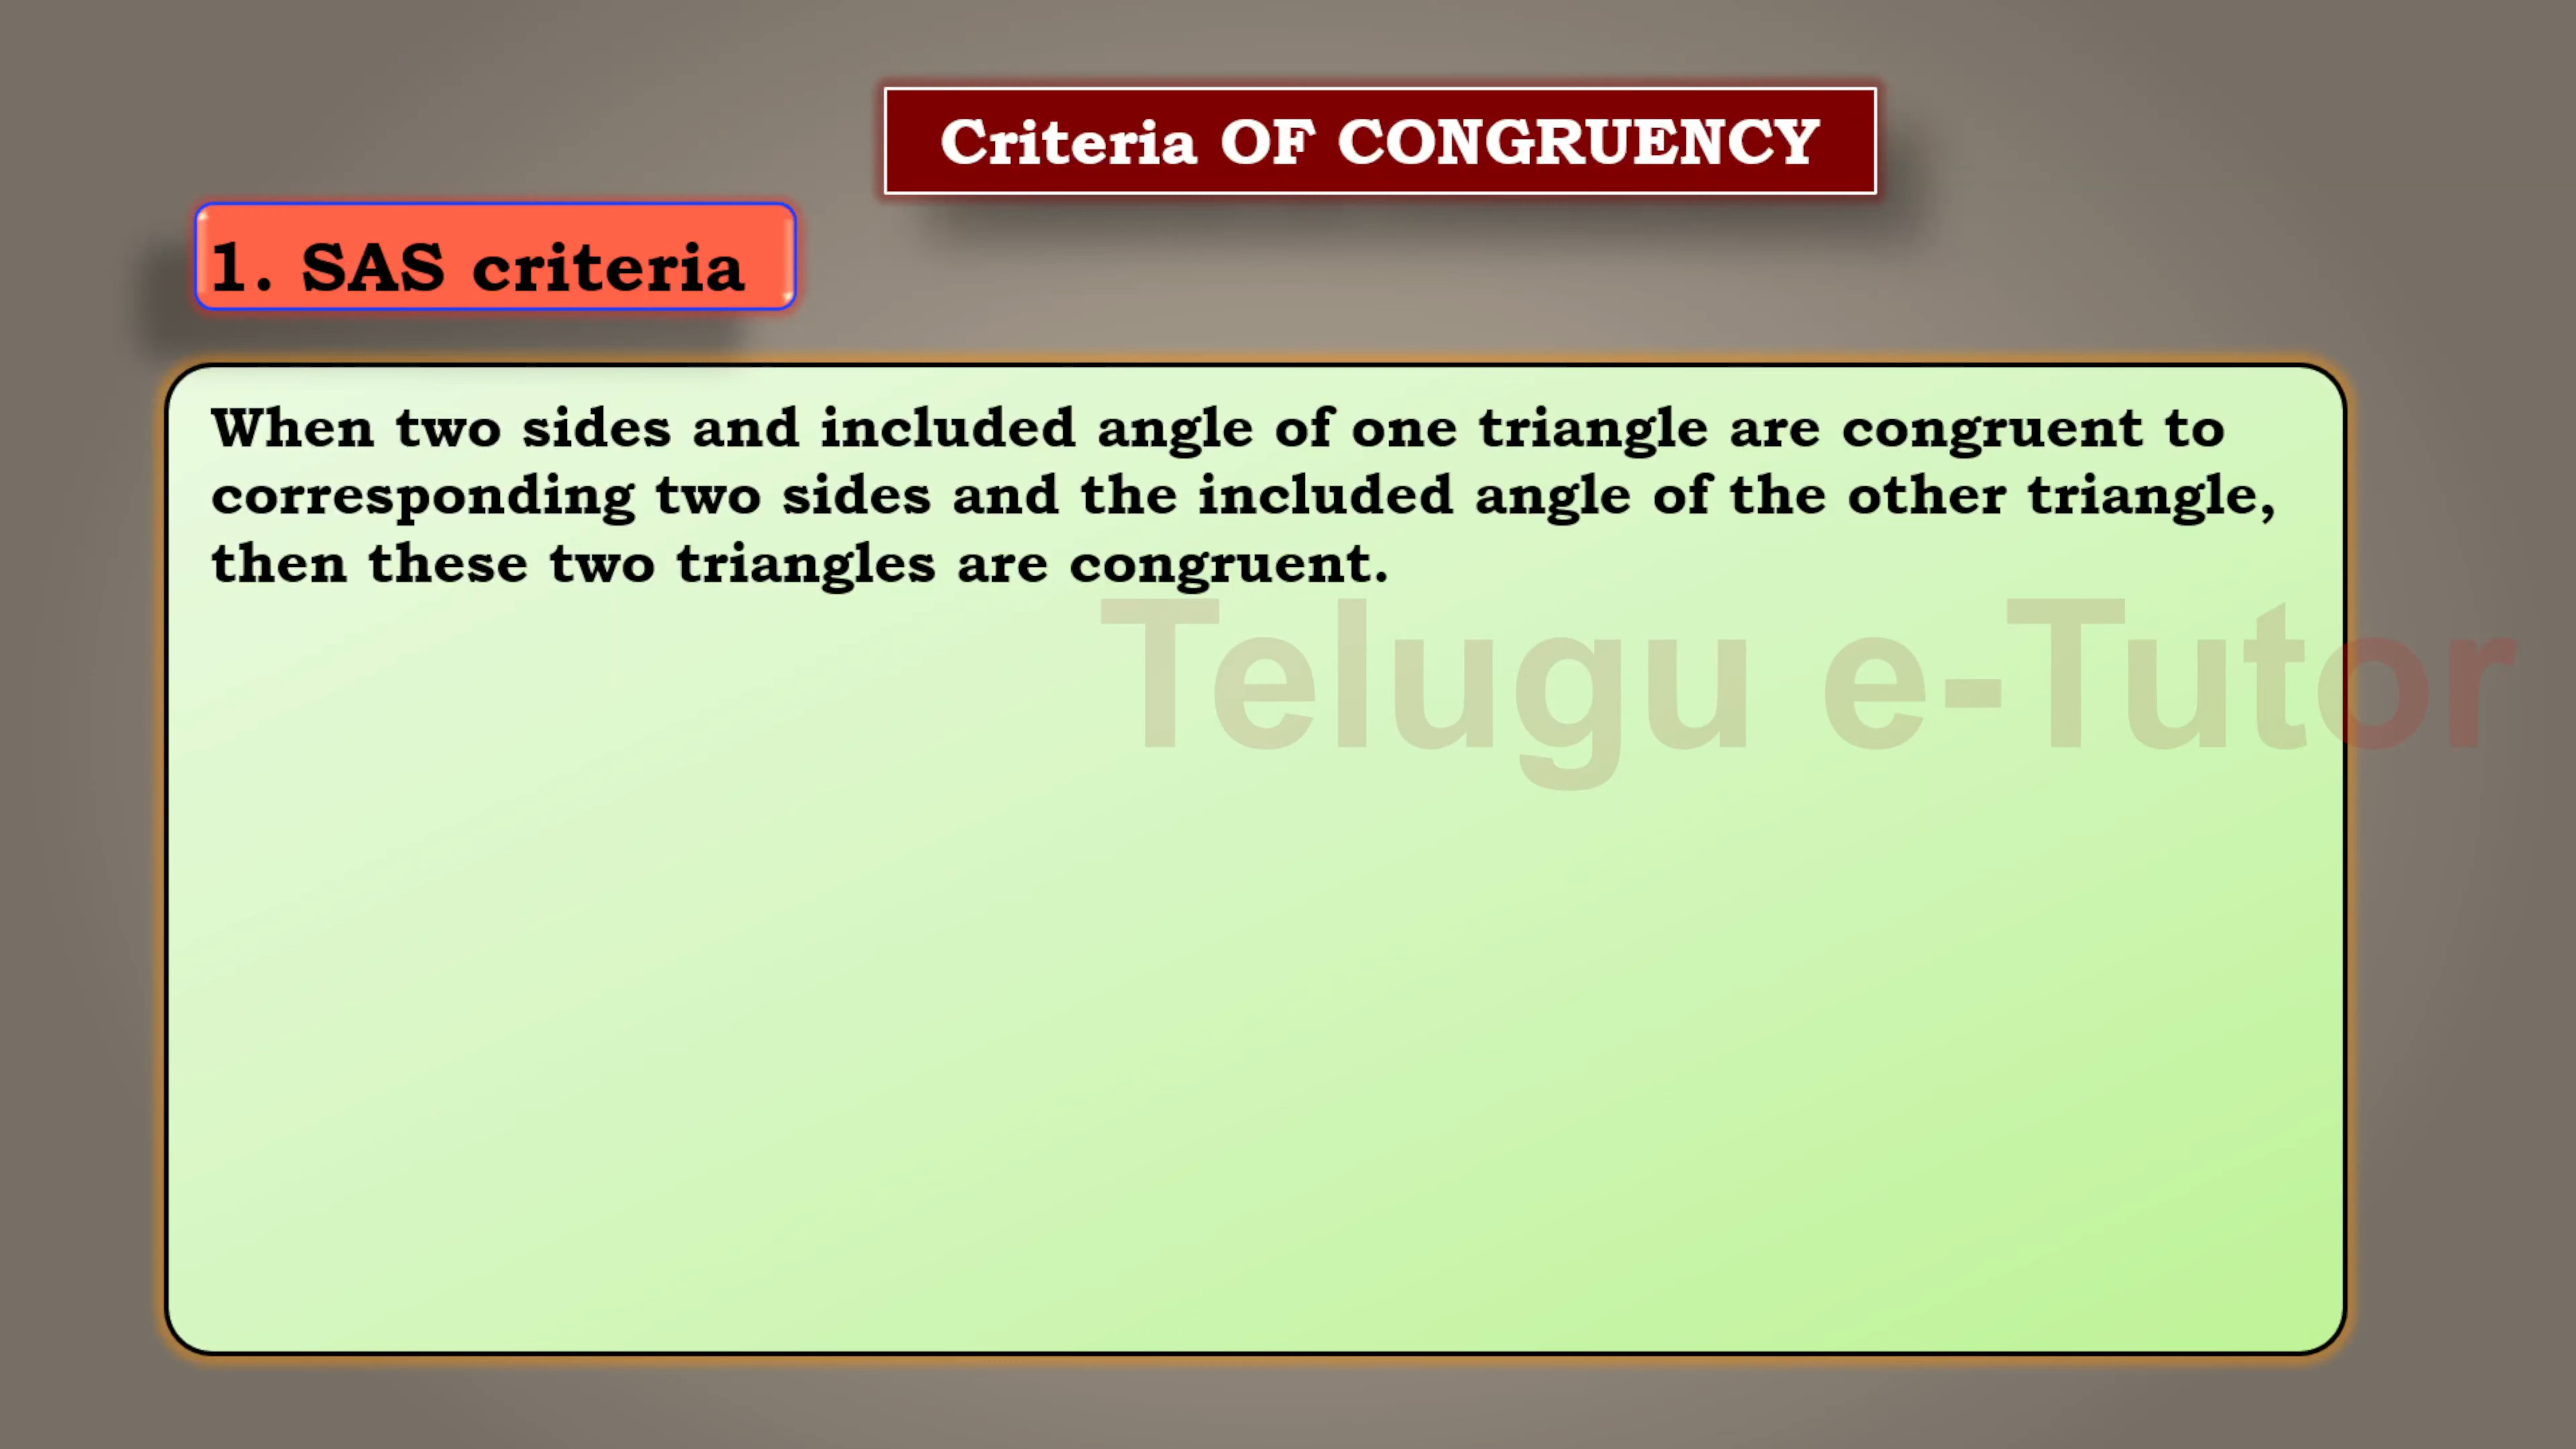 Criteria OF CONGRUENCY
1. SAS criteria
When two sides and included angle of one triangle are congruent to
corresponding two sides and the included angle of the other triangle,
then these two triangles are congruent.
Telugu e-Tutor